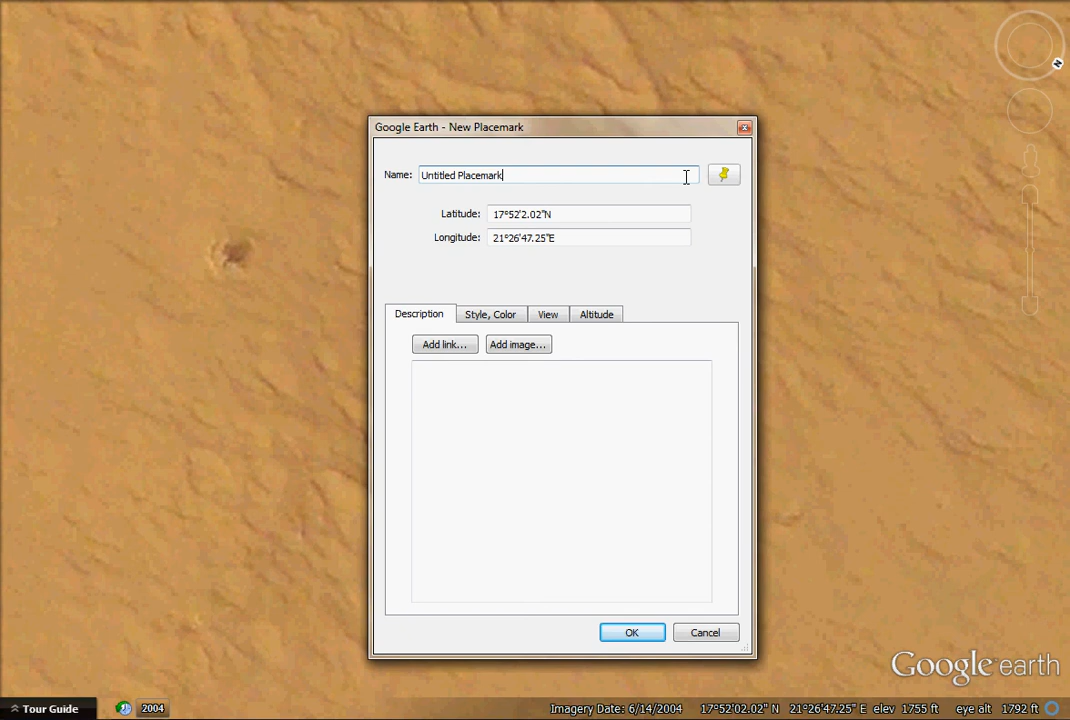 N
Google Earth - New Placemark
Name: Untitled Placemark
Latitude: 17°52'2.02"N
Longitude: 21°26'47.25"E
Description Style, Color View Altitude
Add link... Add image...
OK Cancel
Google earth
Tour Guide 2004 Imagery Date: 6/14/2004 17°52'02.02" N 21°26'47.25" E elev 1755 ft eye alt 1792 ft